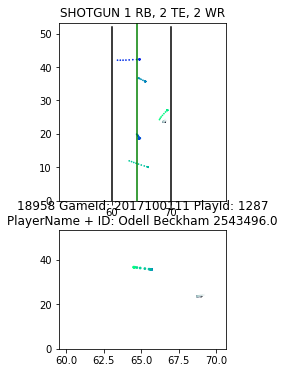 SHOTGUN 1 RB, 2 TE, 2 WR
50
40
30
20
10
0
60
70
18958 GameId: 2017100111 PlayId: 1287
PlayerName + ID: Odell Beckham 2543496.0
40
20
0
60.0 62.5 65.0 67.5 70.0